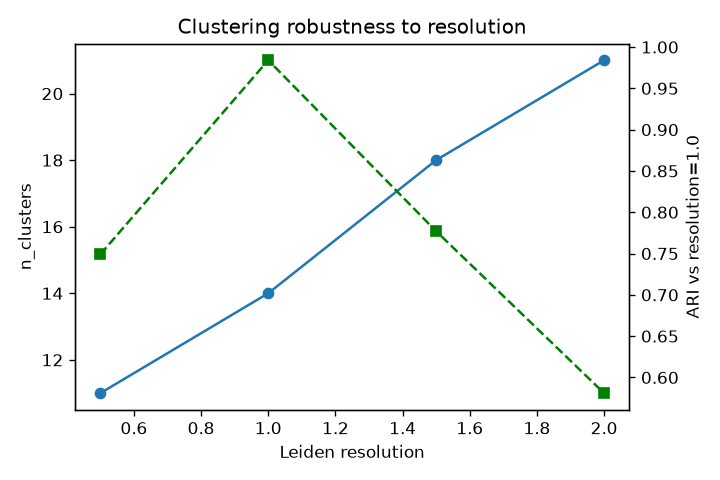 Clustering robustness to resolution
n_clusters
20
18
16
14
12
1.00
0.95
0.90
0.85
0.80
0.75
0.70
0.65
0.60
ARI vs resolution=1.0
0.6 0.8 1.0 1.2 1.4 1.6 1.8 2.0
Leiden resolution